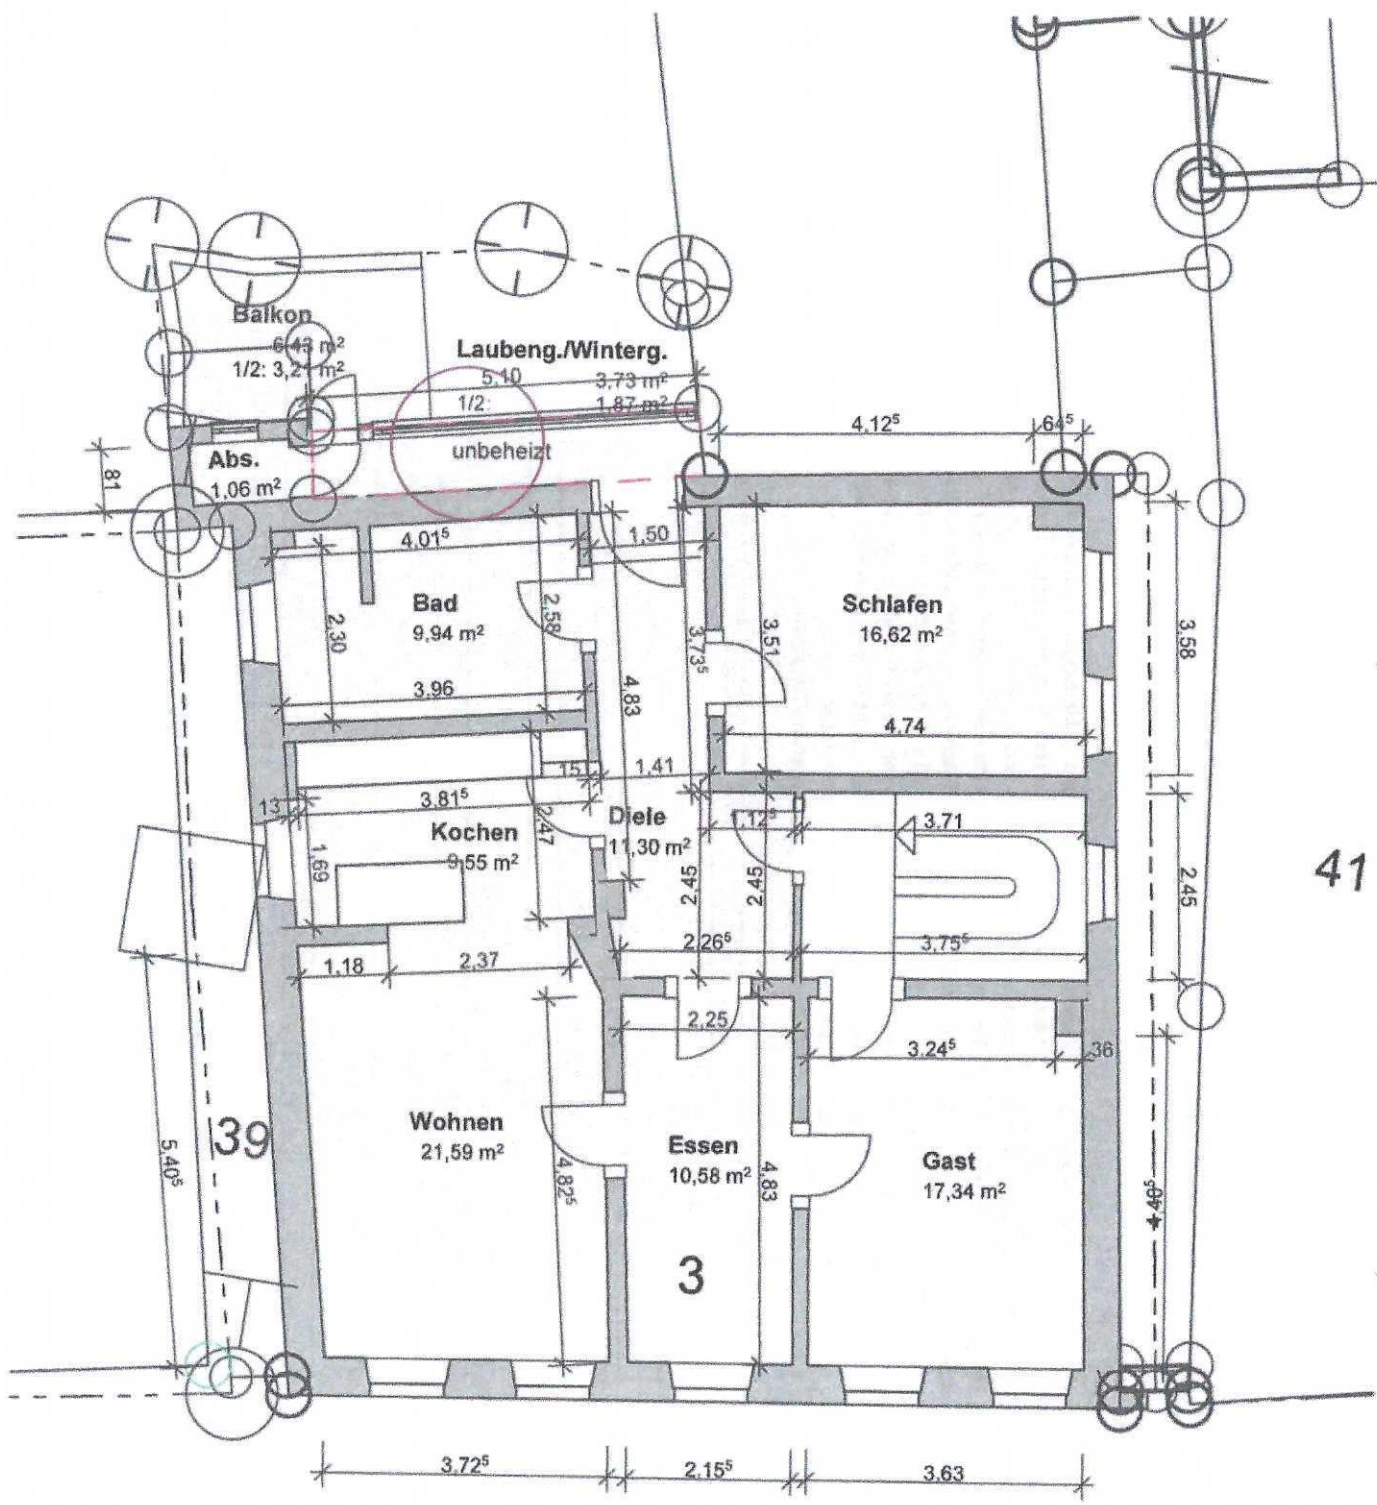 Balkon
6,43 m²
1/2: 3,21 m²
Laubeng./Winterg.
5,10
3,73 m²
1/2:
1,87 m²
unbeheizt
4,12⁵
64⁵
Abs.
1,06 m²
81
4,01⁵
1,50
Bad
9,94 m²
2,30
2,58
3,96
4,83
3,73⁵
3,51
Schlafen
16,62 m²
3,58
4,74
15
1,41
13
3,81⁵
Kochen
9,55 m²
2,47
1,69
Diele
11,30 m²
1,12⁵
3,71
2,45
2,45
2,45
41
2,26⁵
3,75⁵
1,18
2,37
2,25
3,24⁵
36
39
5,40⁵
Wohnen
21,59 m²
4,82⁵
Essen
10,58 m²
4,83
Gast
17,34 m²
4,40⁵
3
3,72⁵
2,15⁵
3,63